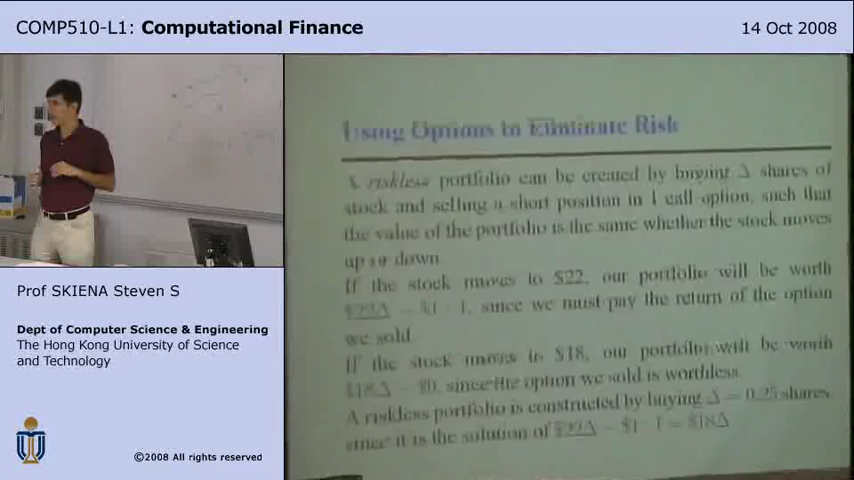 COMP510-L1: Computational Finance
14 Oct 2008
Using Options to Eliminate Risk
A riskless portfolio can be created by buying Δ shares of
stock and selling a short position in 1 call option, such that
the value of the portfolio is the same whether the stock moves
up or down.
If the stock moves to $22, our portfolio will be worth
$22Δ − $1 · 1, since we must pay the return of the option
we sold.
If the stock moves to $18, our portfolio will be worth
$18Δ − $0, since the option we sold is worthless.
A riskless portfolio is constructed by buying Δ = 0.25 shares,
since it is the solution of $22Δ − $1 · 1 = $18Δ
Prof SKIENA Steven S
Dept of Computer Science & Engineering
The Hong Kong University of Science
and Technology
©2008 All rights reserved